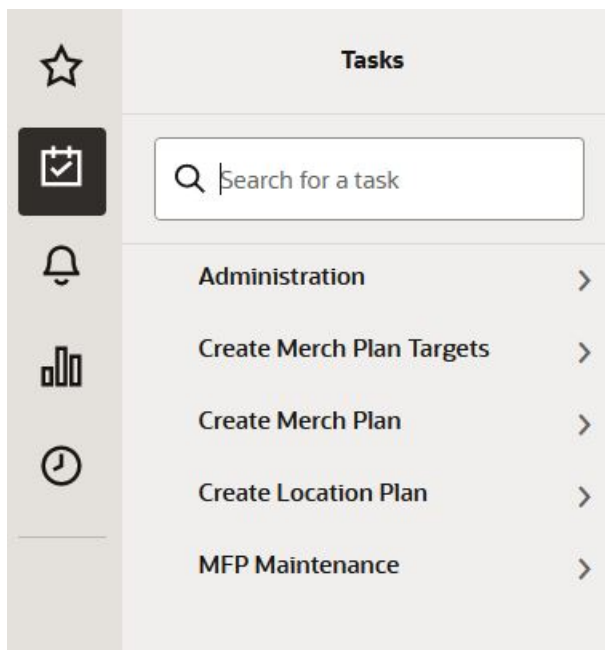 Tasks
Search for a task
Administration
Create Merch Plan Targets
Create Merch Plan
Create Location Plan
MFP Maintenance